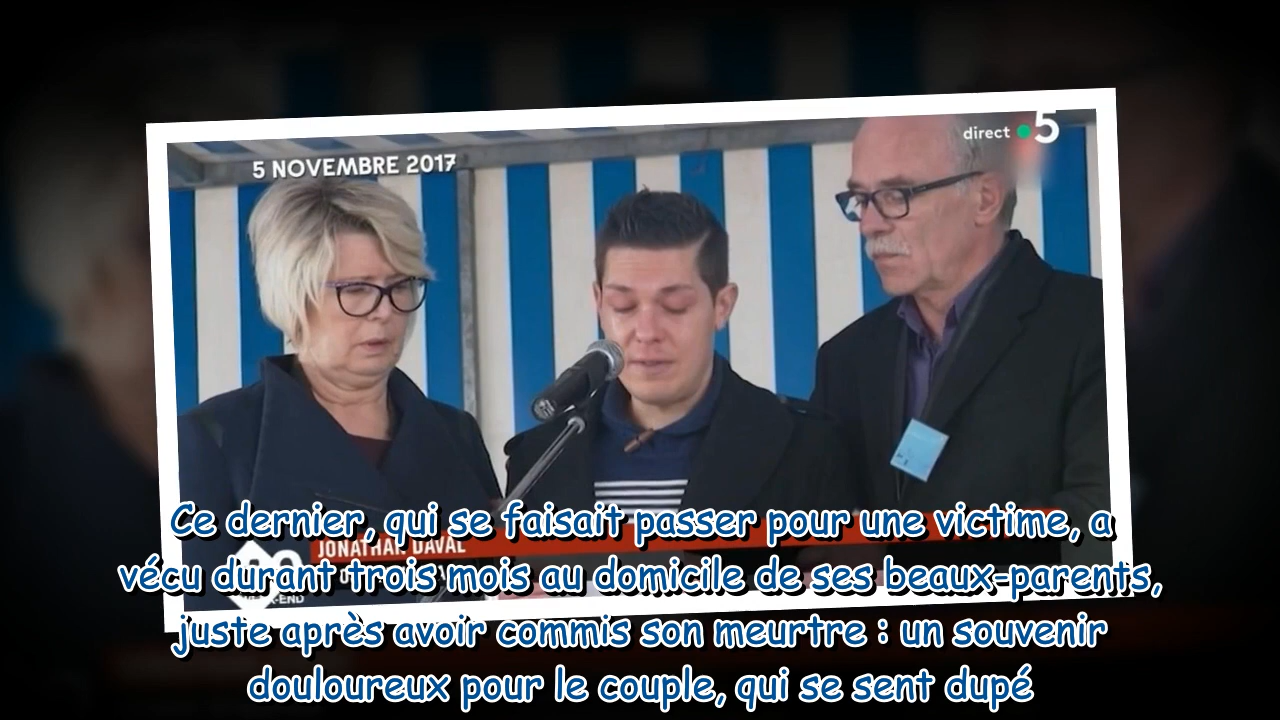 direct 5
5 NOVEMBRE 2017
JONATHAN DAVAL
Ce dernier, qui se faisait passer pour une victime, a
vécu durant trois mois au domicile de ses beaux-parents,
juste après avoir commis son meurtre : un souvenir
douloureux pour le couple, qui se sent dupé